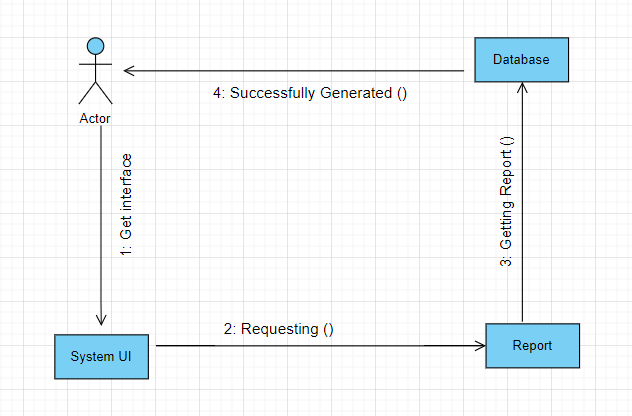 Database
4: Successfully Generated ()
Actor
1: Get interface
3: Getting Report ()
2: Requesting ()
System UI
Report